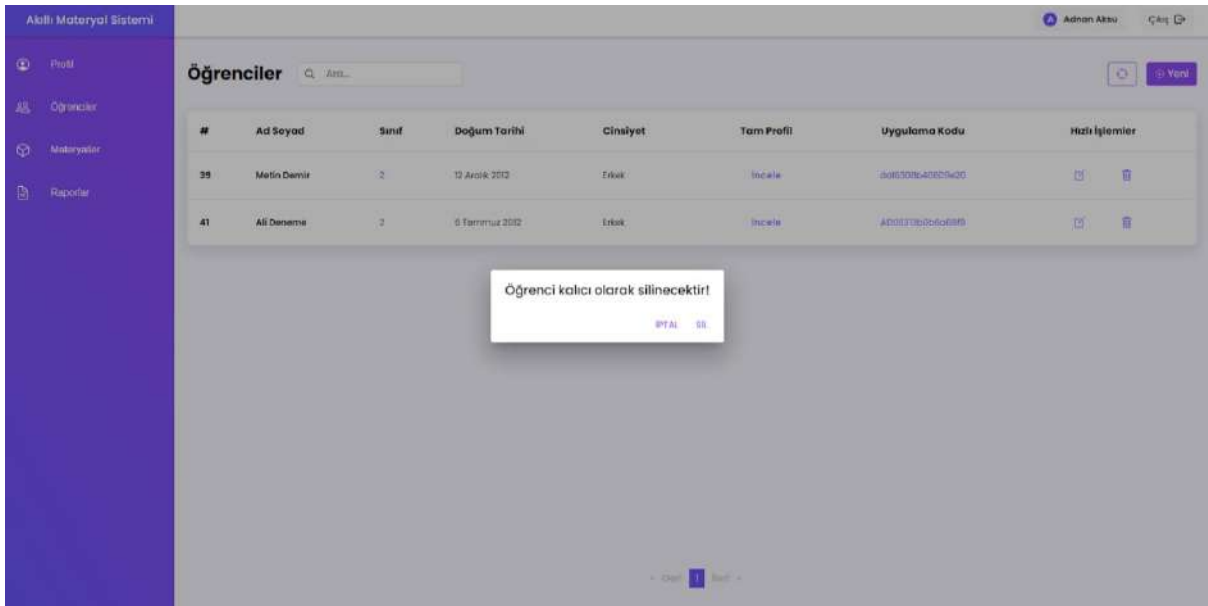 Akıllı Materyal Sistemi
A Adnan Aksu Çıkış
Profil
Öğrenciler
Materyaller
Raporlar
Öğrenciler Ara... Yeni
# Ad Soyad Sınıf Doğum Tarihi Cinsiyet Tam Profil Uygulama Kodu Hızlı İşlemler
39 Metin Demir 2 12 Aralık 2012 Erkek İncele
41 Ali Deneme 2 6 Temmuz 2012 Erkek İncele
Öğrenci kalıcı olarak silinecektir!
İPTAL SİL
1